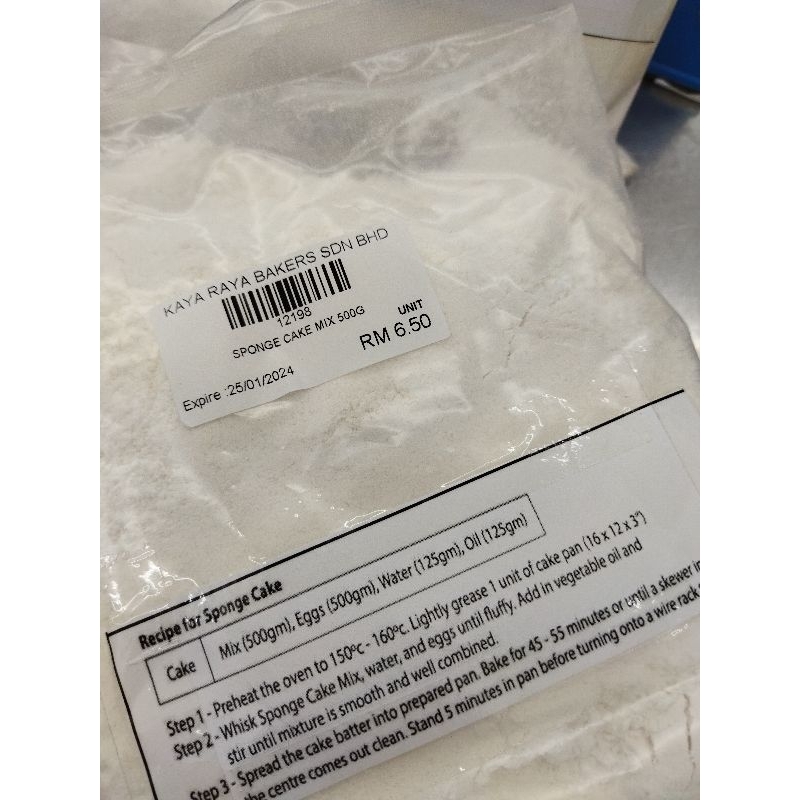 KAYA RAYA BAKERS SDN BHD
12198
SPONGE CAKE MIX 500G
UNIT
RM 6.50
Expire :25/01/2024
Recipe for Sponge Cake
Cake
Mix (500gm), Eggs (500gm), Water (125gm), Oil (125gm)
Step 1 - Preheat the oven to 150°c - 160°c. Lightly grease 1 unit of cake pan (16 x 12 x 3")
Step 2 - Whisk Sponge Cake Mix, water, and eggs until fluffy. Add in vegetable oil and
stir until mixture is smooth and well combined.
Step 3 - Spread the cake batter into prepared pan. Bake for 45 - 55 minutes or until a skewer in
the centre comes out clean. Stand 5 minutes in pan before turning onto a wire rack